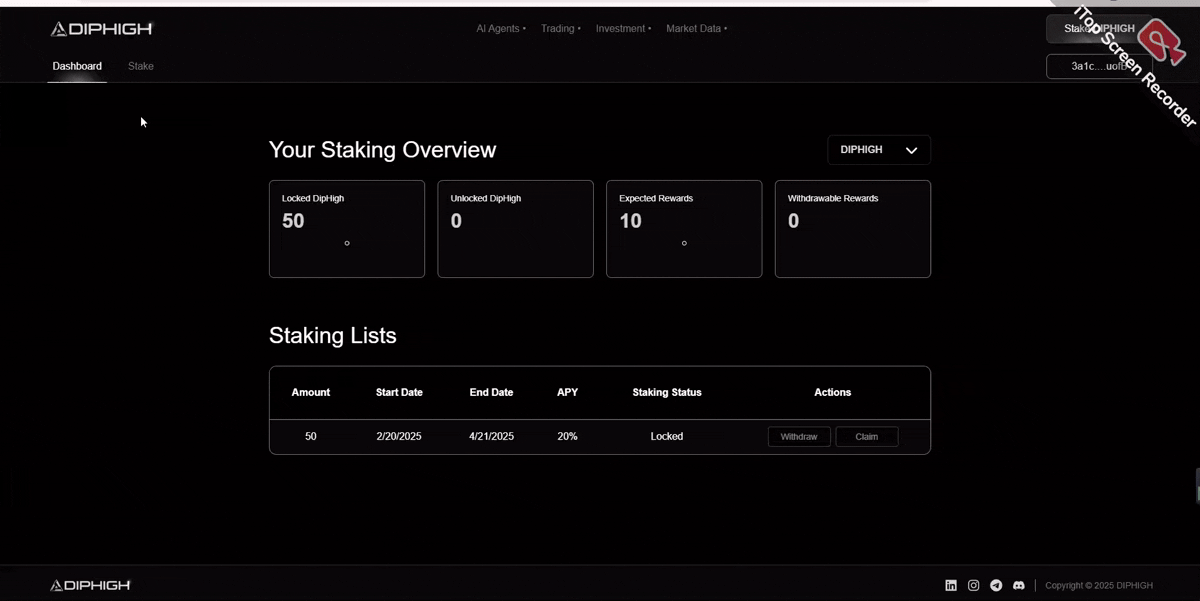 DIPHIGH
AI Agents • Trading • Investment • Market Data •
Stake DIPHIGH
iTop Screen Recorder
Dashboard Stake
3a1c....uofB
Your Staking Overview
DIPHIGH
Locked DipHigh Unlocked DipHigh Expected Rewards Withdrawable Rewards
50 0 10 0
Staking Lists
Amount Start Date End Date APY Staking Status Actions
50 2/20/2025 4/21/2025 20% Locked Withdraw Claim
DIPHIGH
Copyright © 2025 DIPHIGH